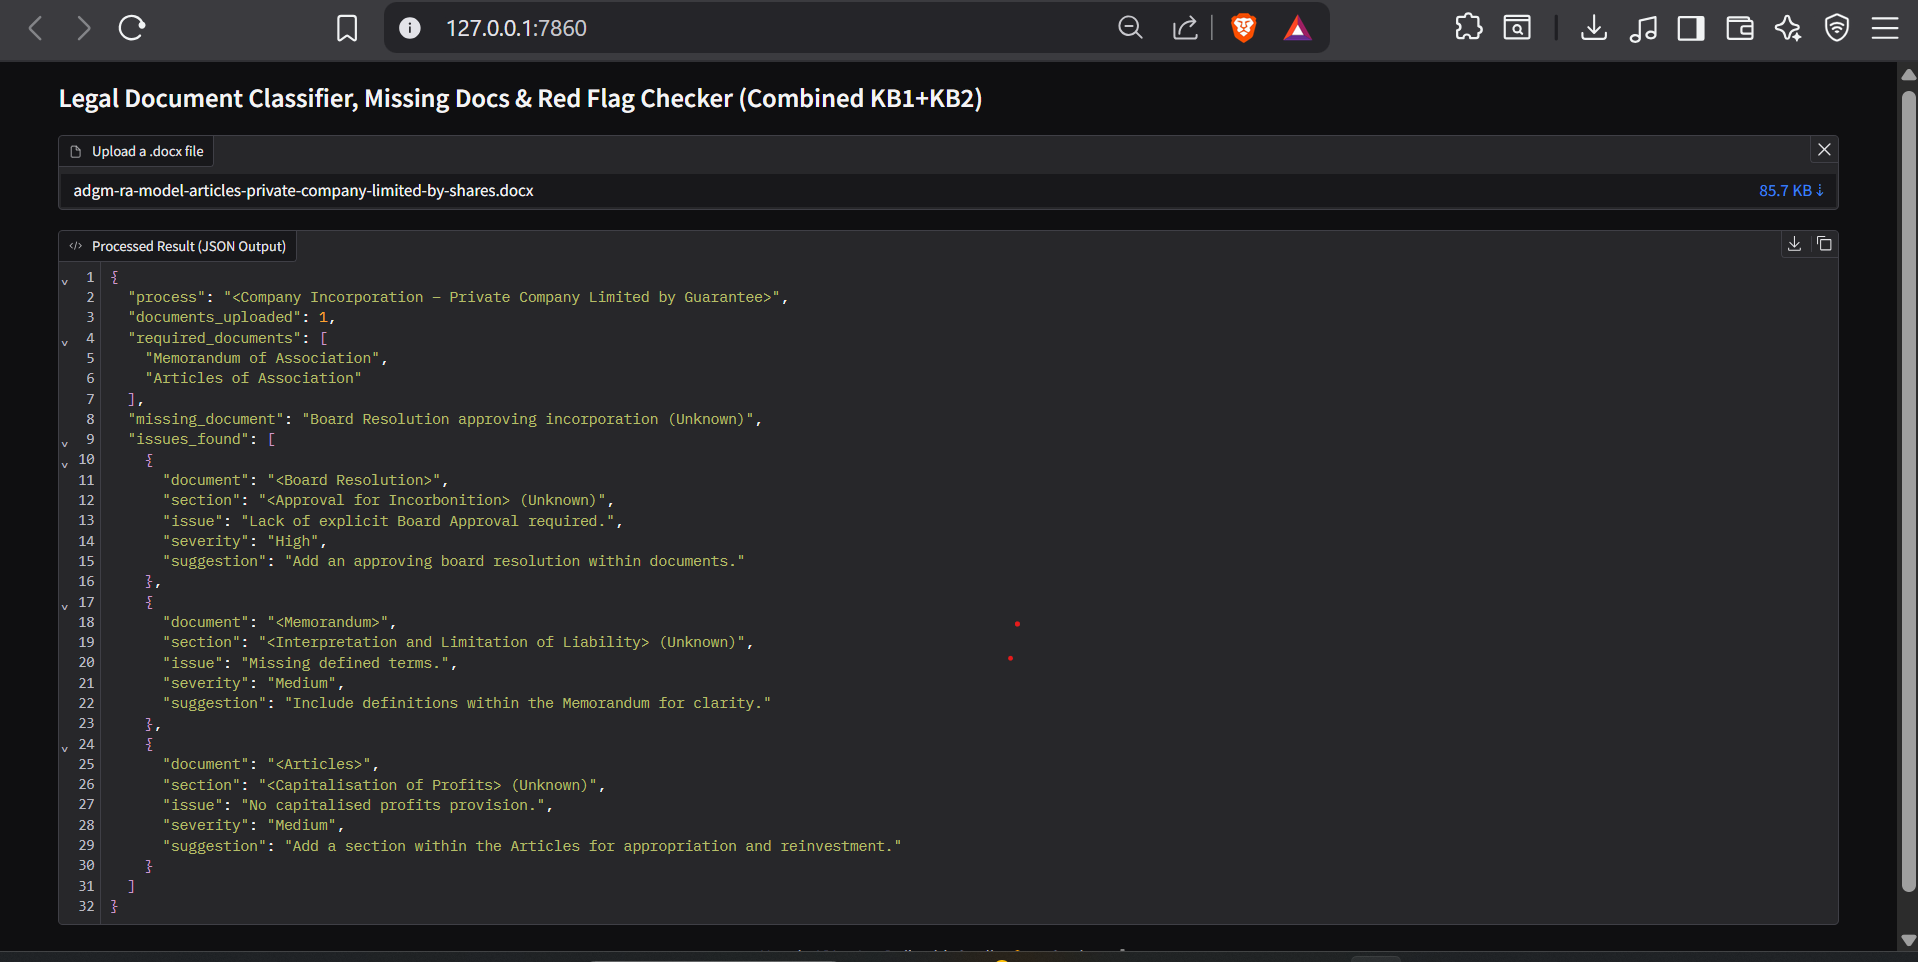 127.0.0.1:7860
Legal Document Classifier, Missing Docs & Red Flag Checker (Combined KB1+KB2)
Upload a .docx file
adgm-ra-model-articles-private-company-limited-by-shares.docx
85.7 KB ↓
Processed Result (JSON Output)
1 {
2 "process": "<Company Incorporation – Private Company Limited by Guarantee>",
3 "documents_uploaded": 1,
4 "required_documents": [
5 "Memorandum of Association",
6 "Articles of Association"
7 ],
8 "missing_document": "Board Resolution approving incorporation (Unknown)",
9 "issues_found": [
10 {
11 "document": "<Board Resolution>",
12 "section": "<Approval for Incorbonition> (Unknown)",
13 "issue": "Lack of explicit Board Approval required.",
14 "severity": "High",
15 "suggestion": "Add an approving board resolution within documents."
16 },
17 {
18 "document": "<Memorandum>",
19 "section": "<Interpretation and Limitation of Liability> (Unknown)",
20 "issue": "Missing defined terms.",
21 "severity": "Medium",
22 "suggestion": "Include definitions within the Memorandum for clarity."
23 },
24 {
25 "document": "<Articles>",
26 "section": "<Capitalisation of Profits> (Unknown)",
27 "issue": "No capitalised profits provision.",
28 "severity": "Medium",
29 "suggestion": "Add a section within the Articles for appropriation and reinvestment."
30 }
31 ]
32 }